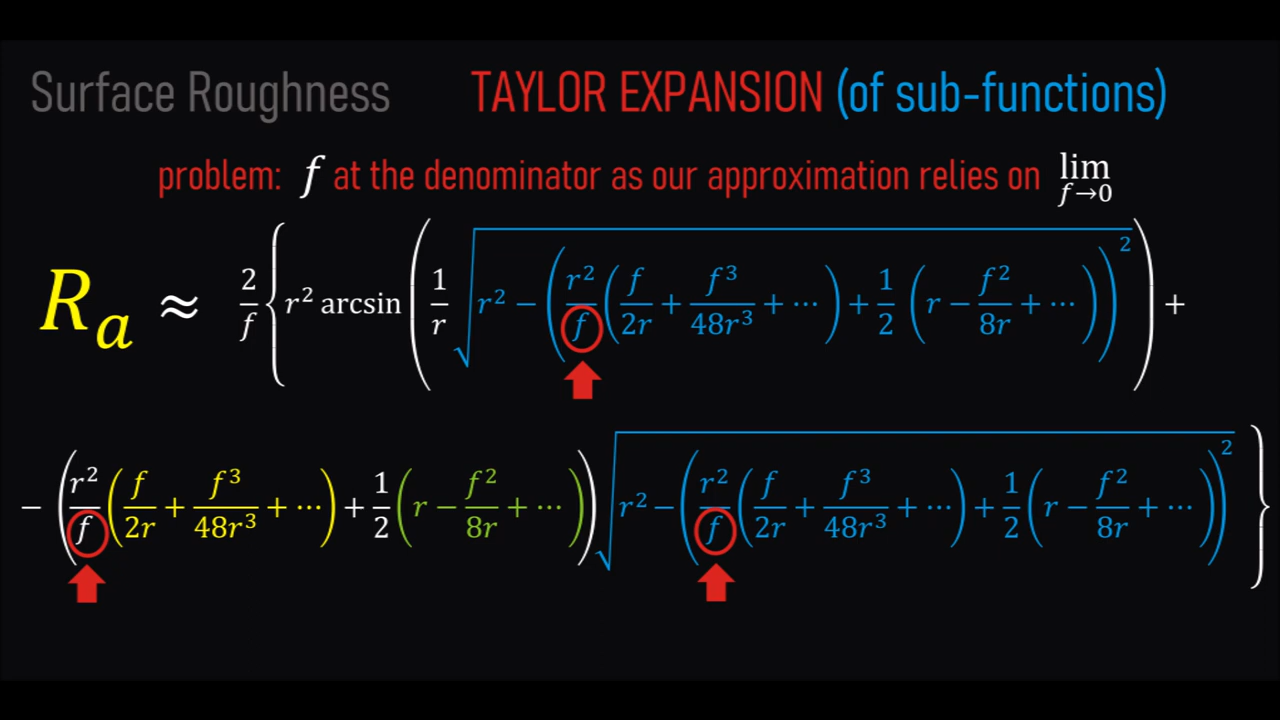 Surface Roughness TAYLOR EXPANSION (of sub-functions)
problem: f at the denominator as our approximation relies on lim f→0
Rₐ ≈ 2/f { r² arcsin ( 1/r √( r² − ( r²/f ( f/2r + f³/48r³ + ⋯ ) + 1/2 ( r − f²/8r + ⋯ ) )² ) ) +
− ( r²/f ( f/2r + f³/48r³ + ⋯ ) + 1/2 ( r − f²/8r + ⋯ ) ) √( r² − ( r²/f ( f/2r + f³/48r³ + ⋯ ) + 1/2 ( r − f²/8r + ⋯ ) )² ) }